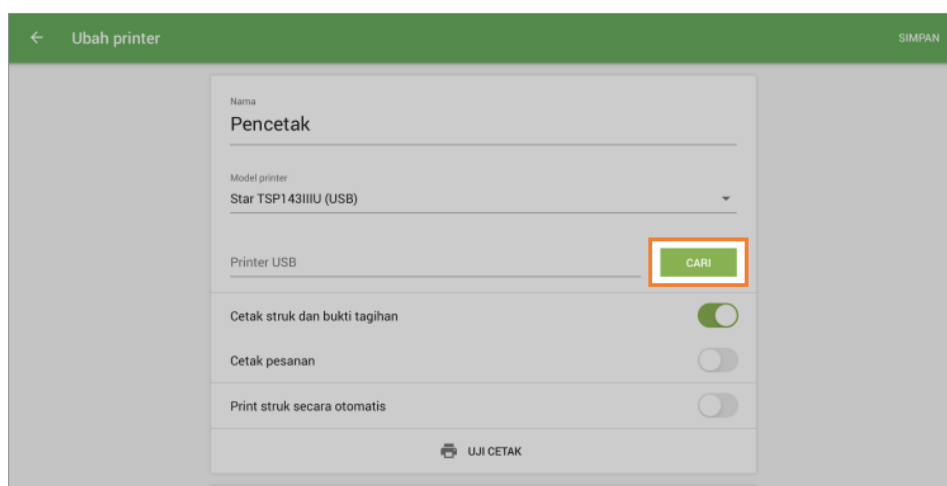 Ubah printer
SIMPAN
Nama
Pencetak
Model printer
Star TSP143IIIU (USB)
Printer USB
CARI
Cetak struk dan bukti tagihan
Cetak pesanan
Print struk secara otomatis
UJI CETAK